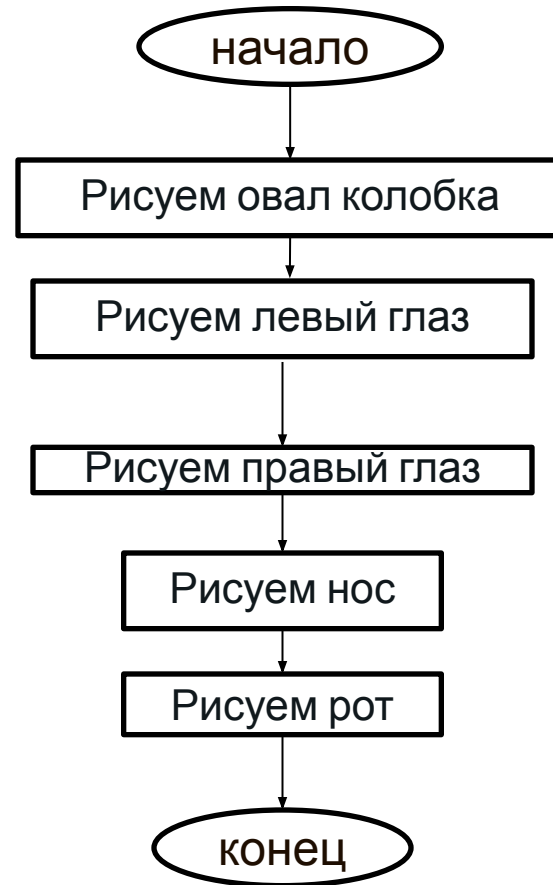 начало
Рисуем овал колобка
Рисуем левый глаз
Рисуем правый глаз
Рисуем нос
Рисуем рот
конец